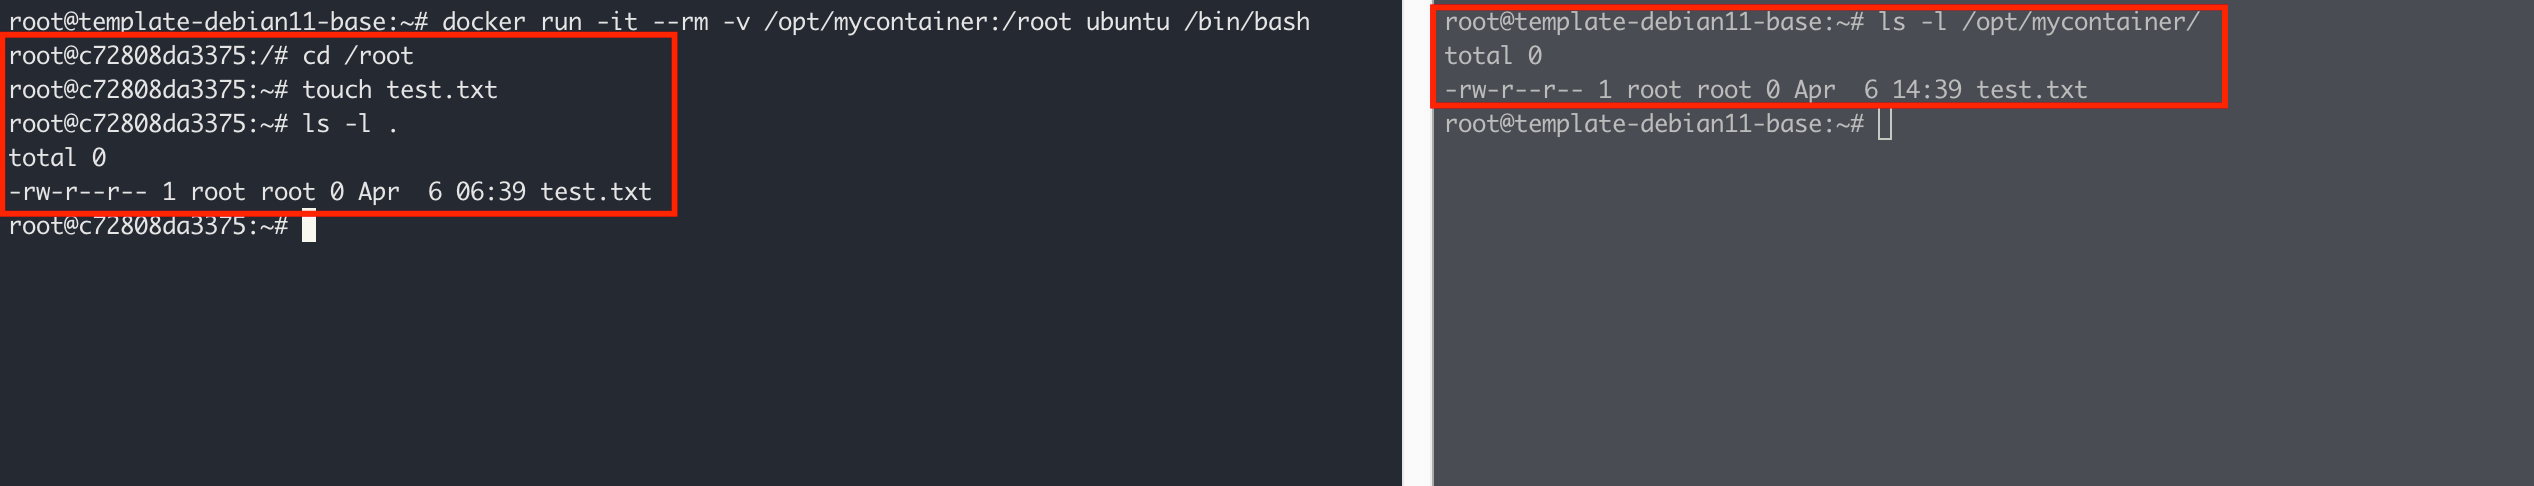 root@template-debian11-base:~# docker run -it --rm -v /opt/mycontainer:/root ubuntu /bin/bash
root@c72808da3375:/# cd /root
root@c72808da3375:~# touch test.txt
root@c72808da3375:~# ls -l .
total 0
-rw-r--r-- 1 root root 0 Apr  6 06:39 test.txt
root@c72808da3375:~#
root@template-debian11-base:~# ls -l /opt/mycontainer/
total 0
-rw-r--r-- 1 root root 0 Apr  6 14:39 test.txt
root@template-debian11-base:~#